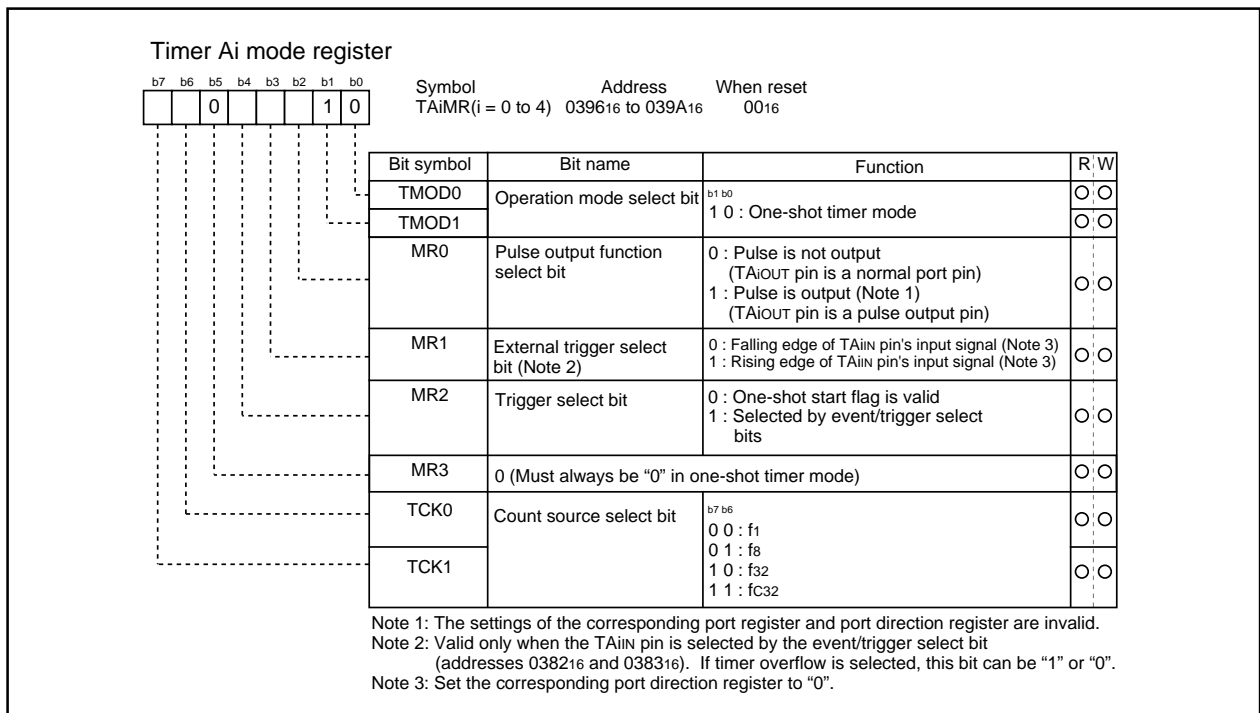 Timer Ai mode register
b7 b6 b5 b4 b3 b2 b1 b0
0 1 0
Symbol Address When reset
TAiMR(i = 0 to 4) 039616 to 039A16 0016
Bit symbol Bit name Function R W
TMOD0 Operation mode select bit b1 b0
1 0 : One-shot timer mode
TMOD1
MR0 Pulse output function select bit 0 : Pulse is not output
(TAiOUT pin is a normal port pin)
1 : Pulse is output (Note 1)
(TAiOUT pin is a pulse output pin)
MR1 External trigger select bit (Note 2) 0 : Falling edge of TAiIN pin's input signal (Note 3)
1 : Rising edge of TAiIN pin's input signal (Note 3)
MR2 Trigger select bit 0 : One-shot start flag is valid
1 : Selected by event/trigger select
bits
MR3 0 (Must always be “0” in one-shot timer mode)
TCK0 Count source select bit b7 b6
0 0 : f1
0 1 : f8
TCK1 1 0 : f32
1 1 : fC32
Note 1: The settings of the corresponding port register and port direction register are invalid.
Note 2: Valid only when the TAiIN pin is selected by the event/trigger select bit
(addresses 038216 and 038316). If timer overflow is selected, this bit can be “1” or “0”.
Note 3: Set the corresponding port direction register to “0”.